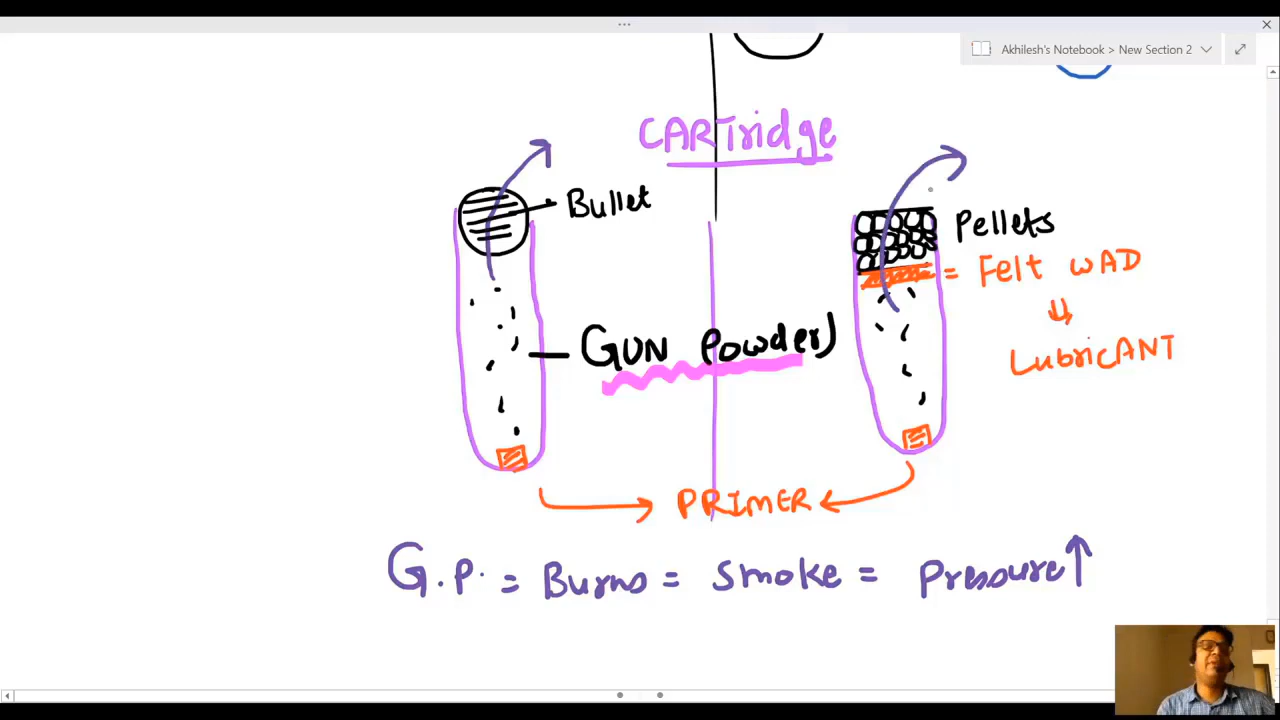 Akhilesh's Notebook > New Section 2
CARTridge
Bullet
Pellets
= Felt WAD
LubricANT
GUN Powder)
PRIMER
G.P. = Burns = Smoke = Pressure↑